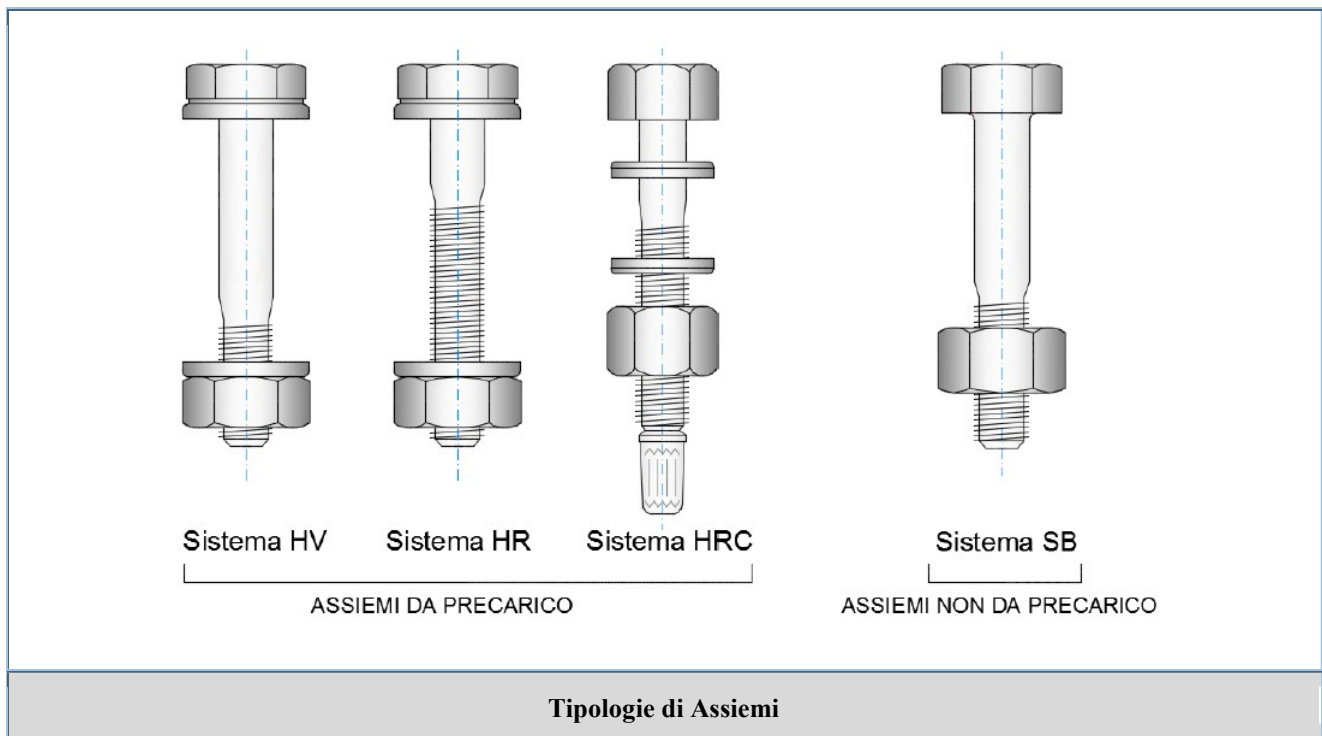 Sistema HV
Sistema HR
Sistema HRC
Sistema SB
ASSIEMI DA PRECARICO
ASSIEMI NON DA PRECARICO
Tipologie di Assiemi